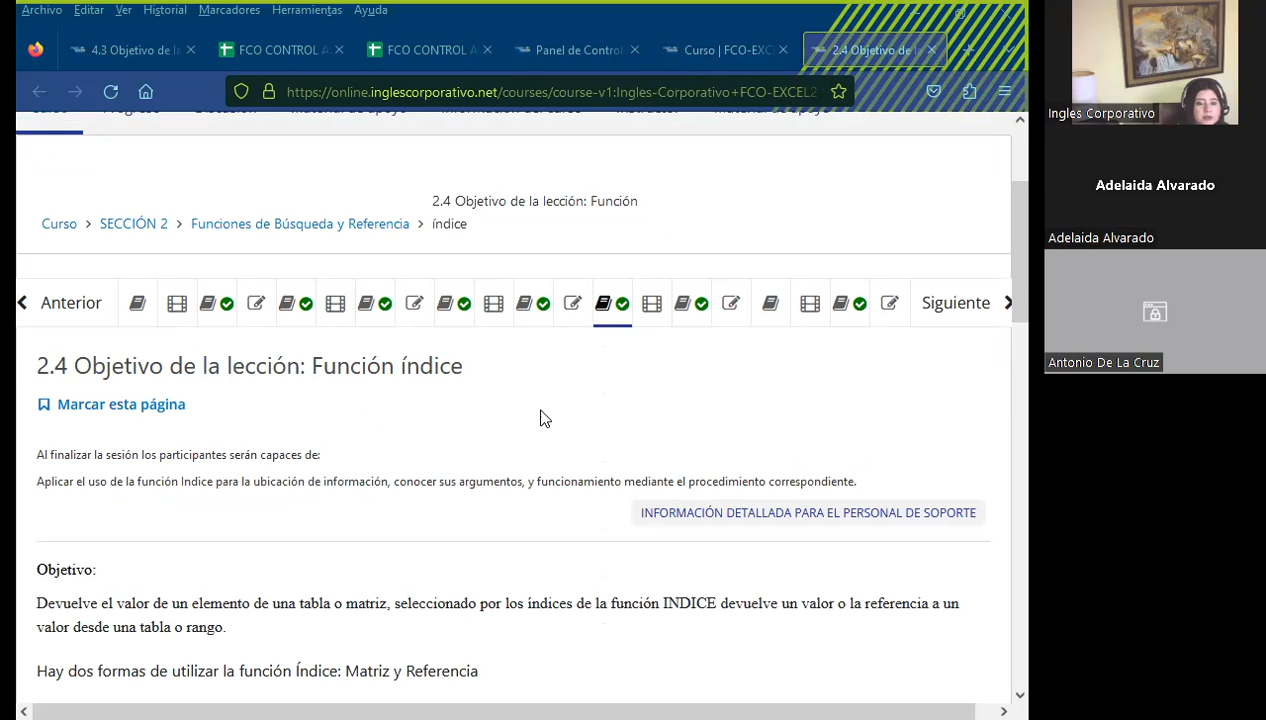 Archivo Editar Ver Historial Marcadores Herramientas Ayuda
4.3 Objetivo de la FCO CONTROL A FCO CONTROL A Panel de Control Curso | FCO-EXC 2.4 Objetivo de la
https://online.inglescorporativo.net/courses/course-v1:Ingles-Corporativo+FCO-EXCEL2
2.4 Objetivo de la lección: Función
Curso > SECCIÓN 2 > Funciones de Búsqueda y Referencia > índice
Anterior Siguiente
2.4 Objetivo de la lección: Función índice
Marcar esta página
Al finalizar la sesión los participantes serán capaces de:
Aplicar el uso de la función Indice para la ubicación de información, conocer sus argumentos, y funcionamiento mediante el procedimiento correspondiente.
INFORMACIÓN DETALLADA PARA EL PERSONAL DE SOPORTE
Objetivo:
Devuelve el valor de un elemento de una tabla o matriz, seleccionado por los índices de la función INDICE devuelve un valor o la referencia a un
valor desde una tabla o rango.
Hay dos formas de utilizar la función Índice: Matriz y Referencia
Ingles Corporativo
Adelaida Alvarado
Adelaida Alvarado
Antonio De La Cruz